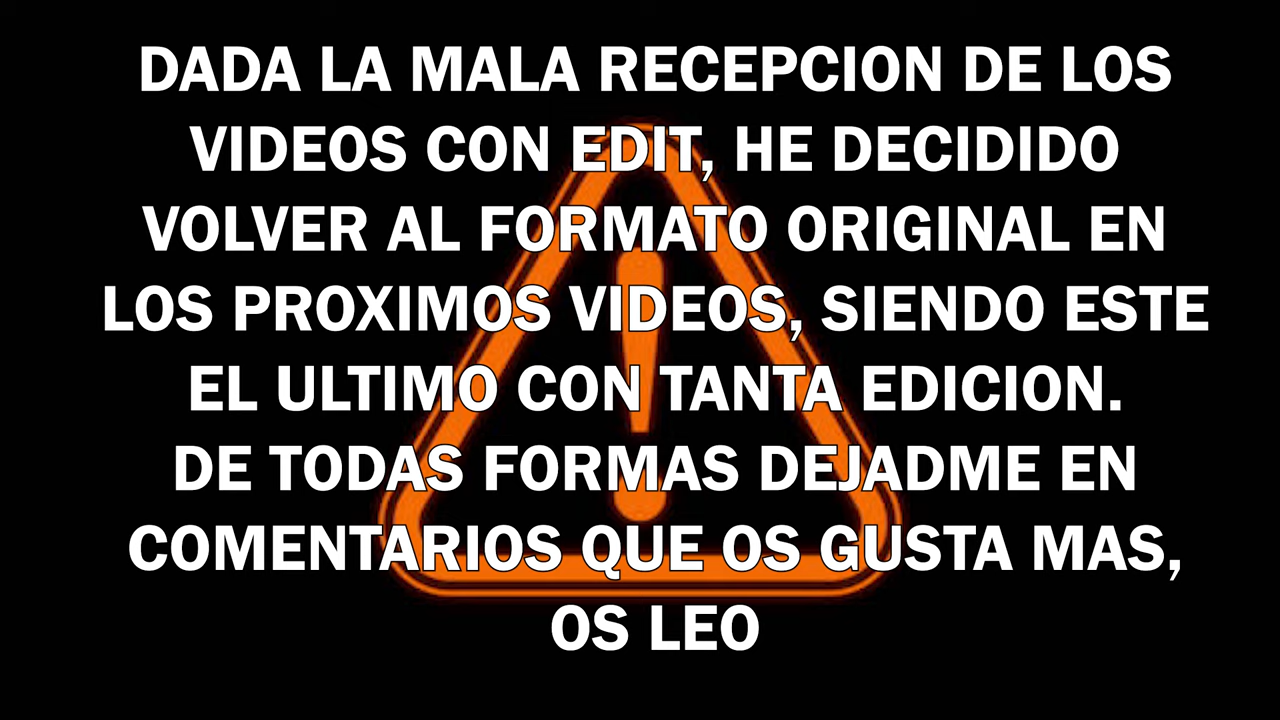 DADA LA MALA RECEPCION DE LOS
VIDEOS CON EDIT, HE DECIDIDO
VOLVER AL FORMATO ORIGINAL EN
LOS PROXIMOS VIDEOS, SIENDO ESTE
EL ULTIMO CON TANTA EDICION.
DE TODAS FORMAS DEJADME EN
COMENTARIOS QUE OS GUSTA MAS,
OS LEO